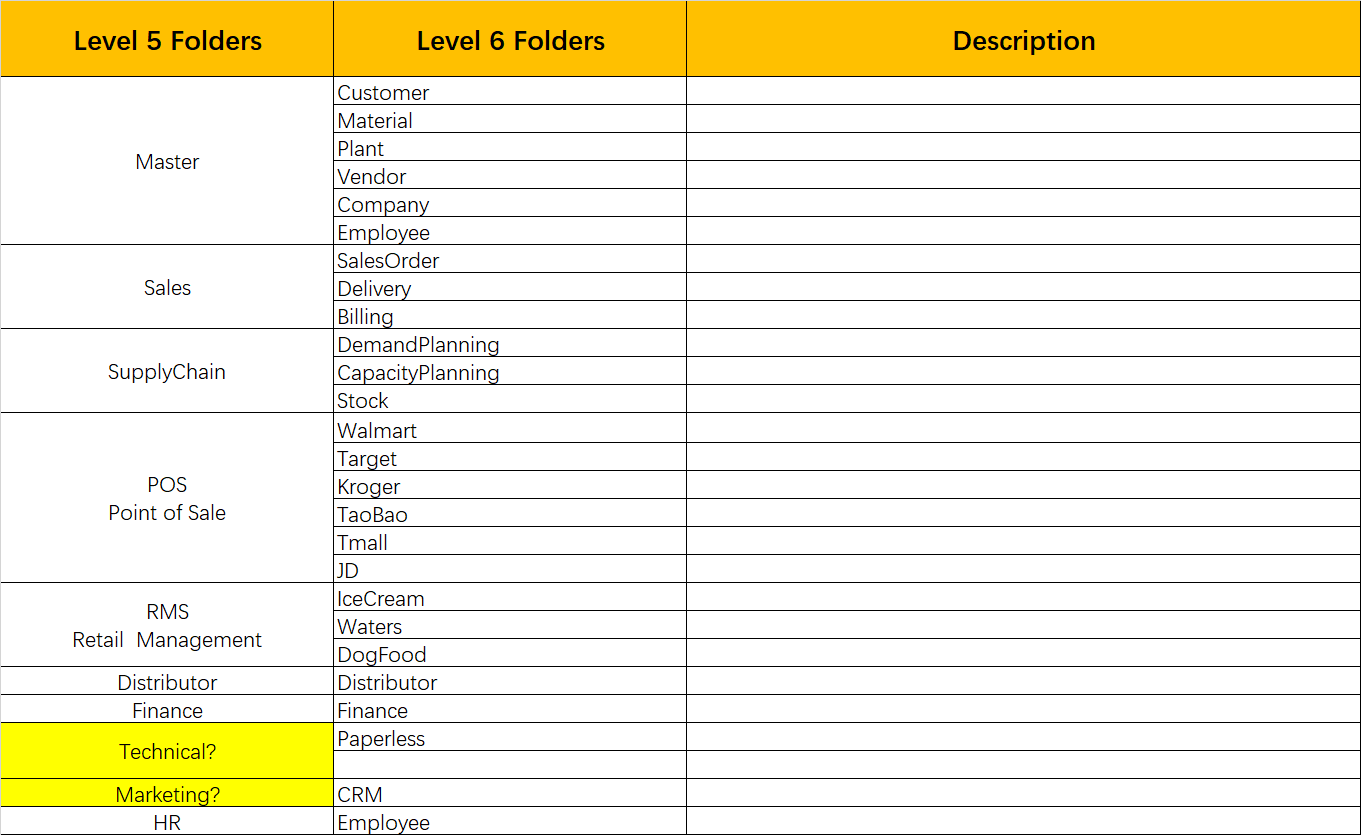 Level 5 Folders
Level 6 Folders
Description
Master
Customer
Material
Plant
Vendor
Company
Employee
Sales
SalesOrder
Delivery
Billing
SupplyChain
DemandPlanning
CapacityPlanning
Stock
POS
Point of Sale
Walmart
Target
Kroger
TaoBao
Tmall
JD
RMS
Retail  Management
IceCream
Waters
DogFood
Distributor
Distributor
Finance
Finance
Technical?
Paperless
Marketing?
CRM
HR
Employee